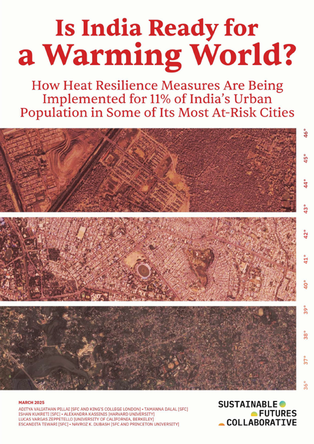 Is India Ready for
a Warming World?
How Heat Resilience Measures Are Being
Implemented for 11% of India's Urban
Population in Some of Its Most At-Risk Cities
46°
45°
44°
43°
42°
41°
40°
39°
38°
37°
36°
MARCH 2025
ADITYA VALIATHAN PILLAI [SFC AND KING'S COLLEGE LONDON] • TAMANNA DALAL [SFC]
ISHAN KUKRETI [SFC] • ALEXANDRA KASSINIS [HARVARD UNIVERSITY]
LUCAS VARGAS ZEPPETELLO [UNIVERSITY OF CALIFORNIA, BERKELEY]
ESCANDITA TEWARI [SFC] • NAVROZ K. DUBASH [SFC AND PRINCETON UNIVERSITY]
SUSTAINABLE
FUTURES
COLLABORATIVE